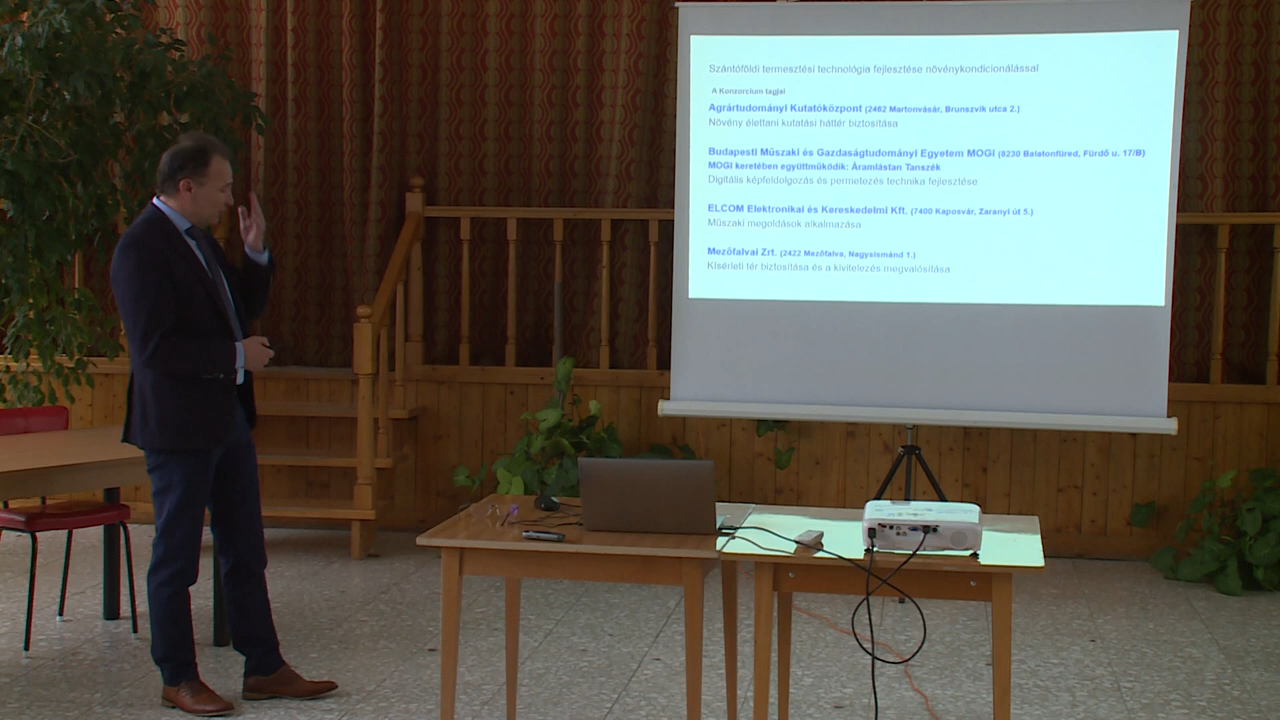 Szántóföldi termesztési technológia fejlesztése növénykondicionálással
A Konzorcium tagjai
Agrártudományi Kutatóközpont (2462 Martonvásár, Brunszvik utca 2.)
Növény élettani kutatási háttér biztosítása
Budapesti Műszaki és Gazdaságtudományi Egyetem MOGI (8230 Balatonfüred, Fürdő u. 17/B)
MOGI keretében együttműködik: Áramlástan Tanszék
Digitális képfeldolgozás és permetezés technika fejlesztése
ELCOM Elektronikai és Kereskedelmi Kft. (7400 Kaposvár, Zaranyi út 5.)
Műszaki megoldások alkalmazása
Mezőfalvai Zrt. (2422 Mezőfalva, Nagysismánd 1.)
Kísérleti tér biztosítása és a kivitelezés megvalósítása